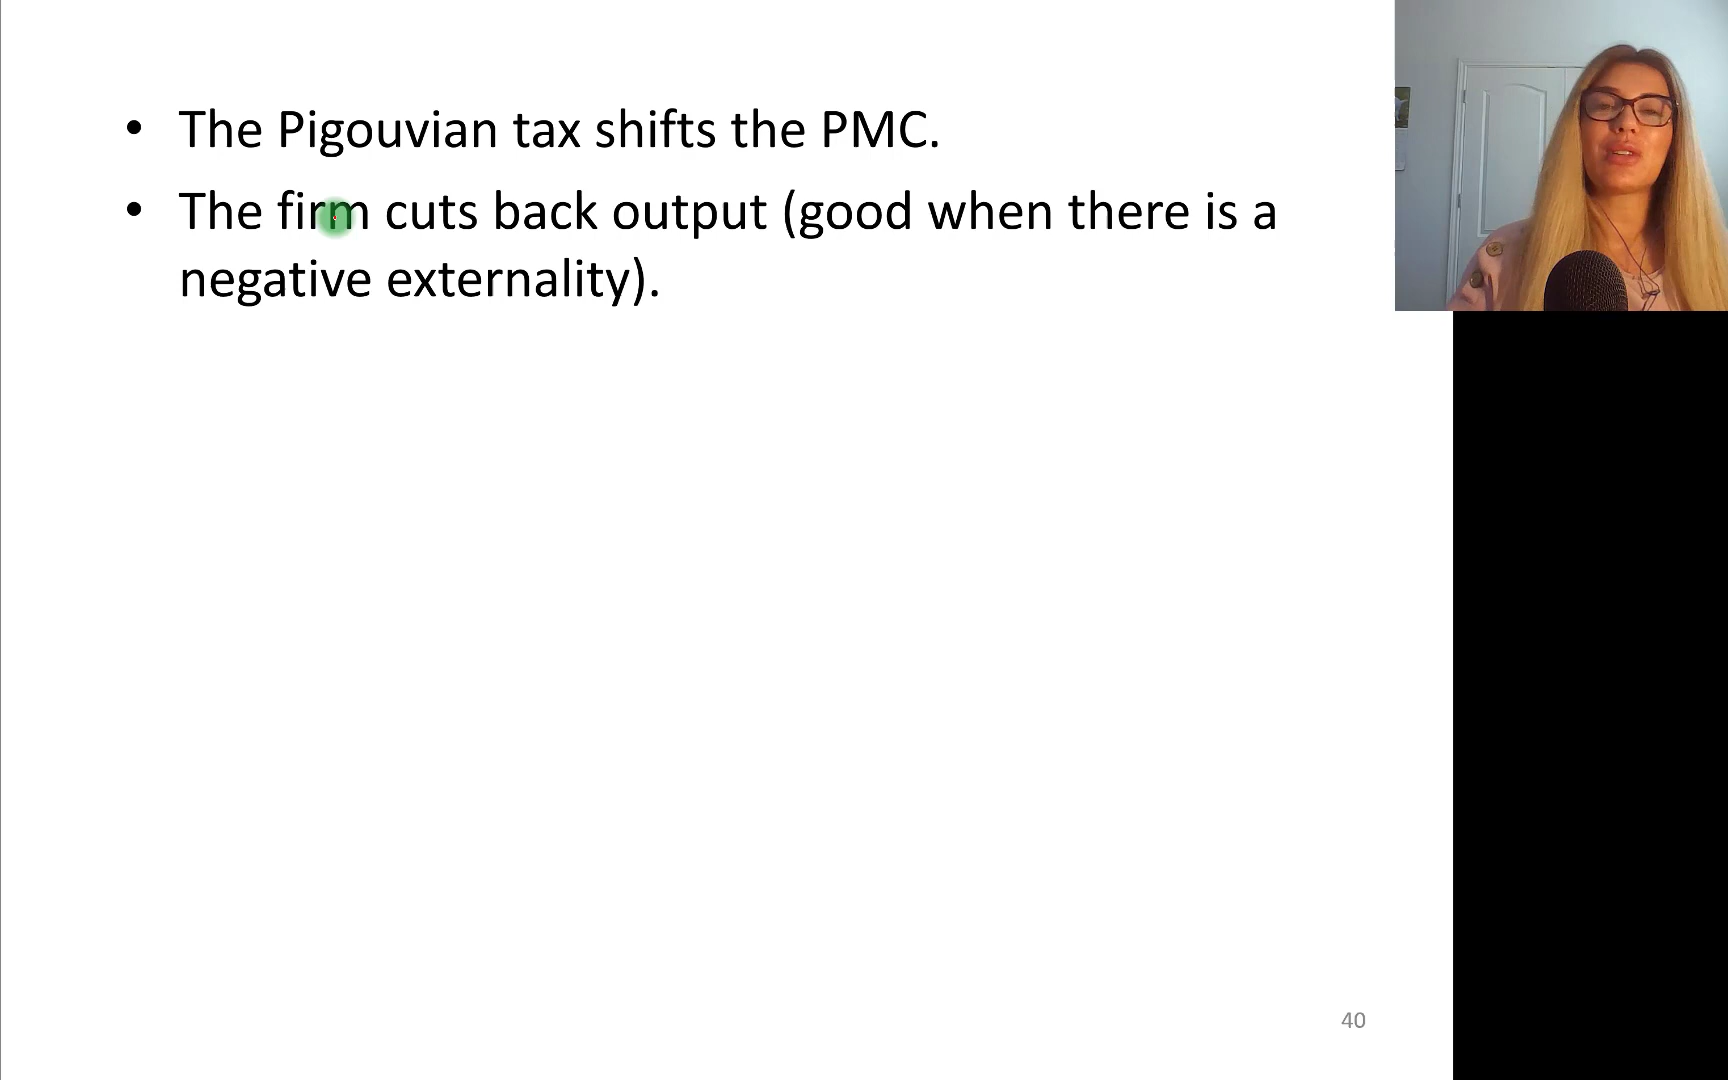 • The Pigouvian tax shifts the PMC.
• The firm cuts back output (good when there is a
negative externality).
40